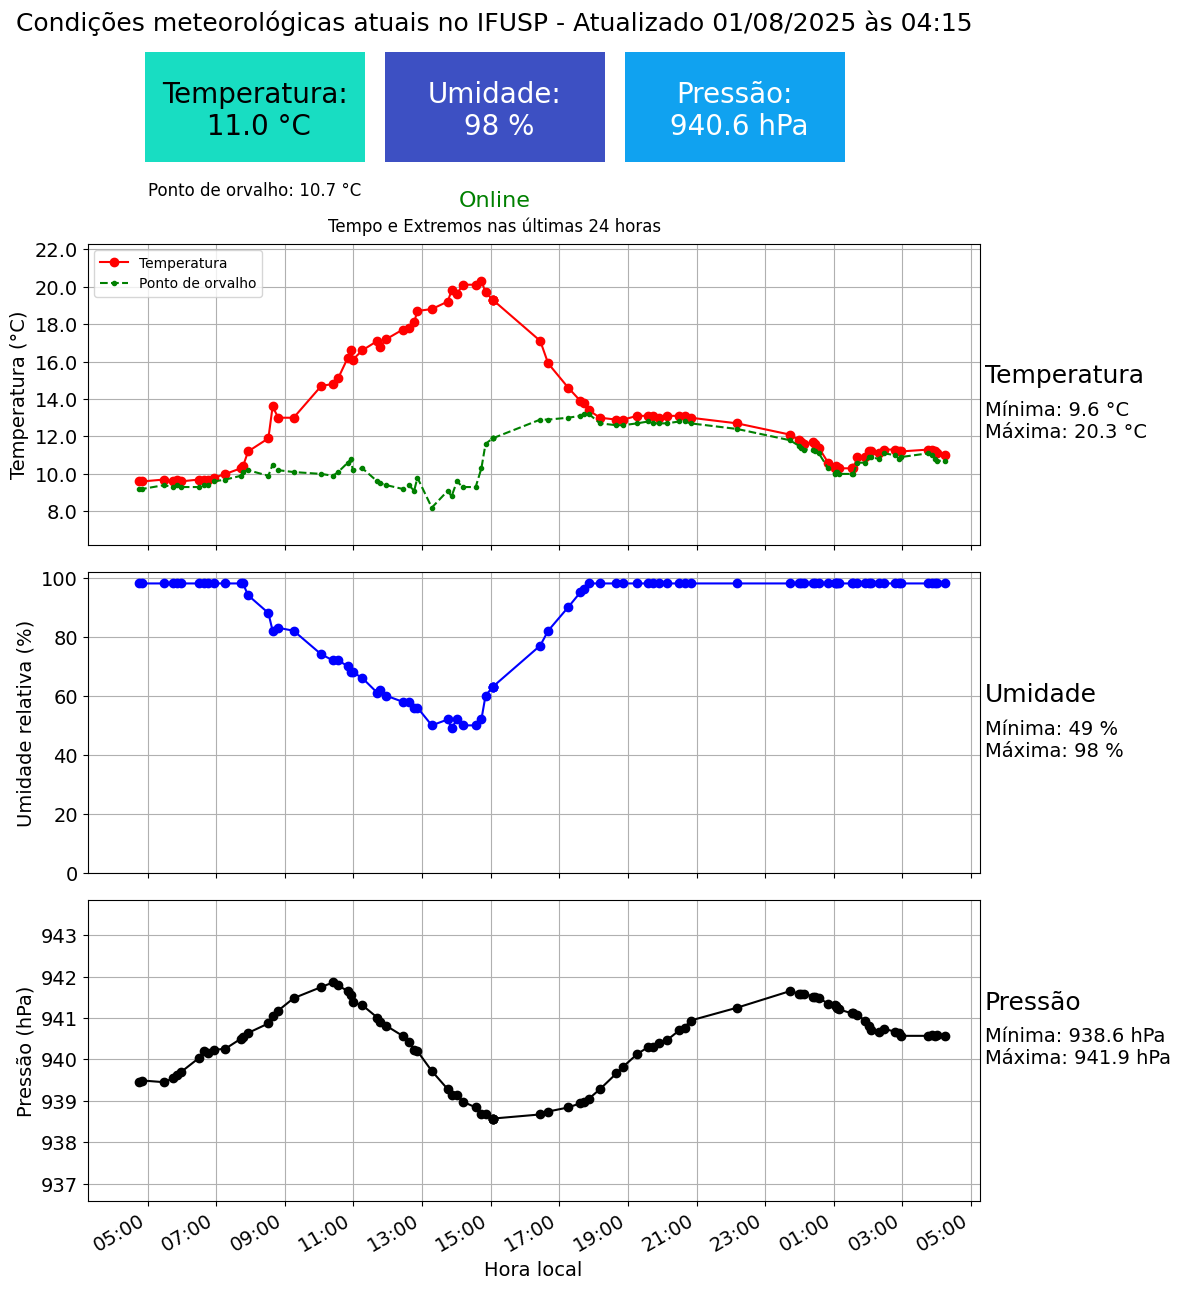 Condições meteorológicas atuais no IFUSP - Atualizado 01/08/2025 às 04:15
Temperatura:
11.0 °C
Umidade:
98 %
Pressão:
940.6 hPa
Ponto de orvalho: 10.7 °C
Online
Tempo e Extremos nas últimas 24 horas
Temperatura (°C)
22.0
20.0
18.0
16.0
14.0
12.0
10.0
8.0
Temperatura
Ponto de orvalho
Temperatura
Mínima: 9.6 °C
Máxima: 20.3 °C
Umidade relativa (%)
100
80
60
40
20
0
Umidade
Mínima: 49 %
Máxima: 98 %
Pressão (hPa)
943
942
941
940
939
938
937
Pressão
Mínima: 938.6 hPa
Máxima: 941.9 hPa
05:00 07:00 09:00 11:00 13:00 15:00 17:00 19:00 21:00 23:00 01:00 03:00 05:00
Hora local